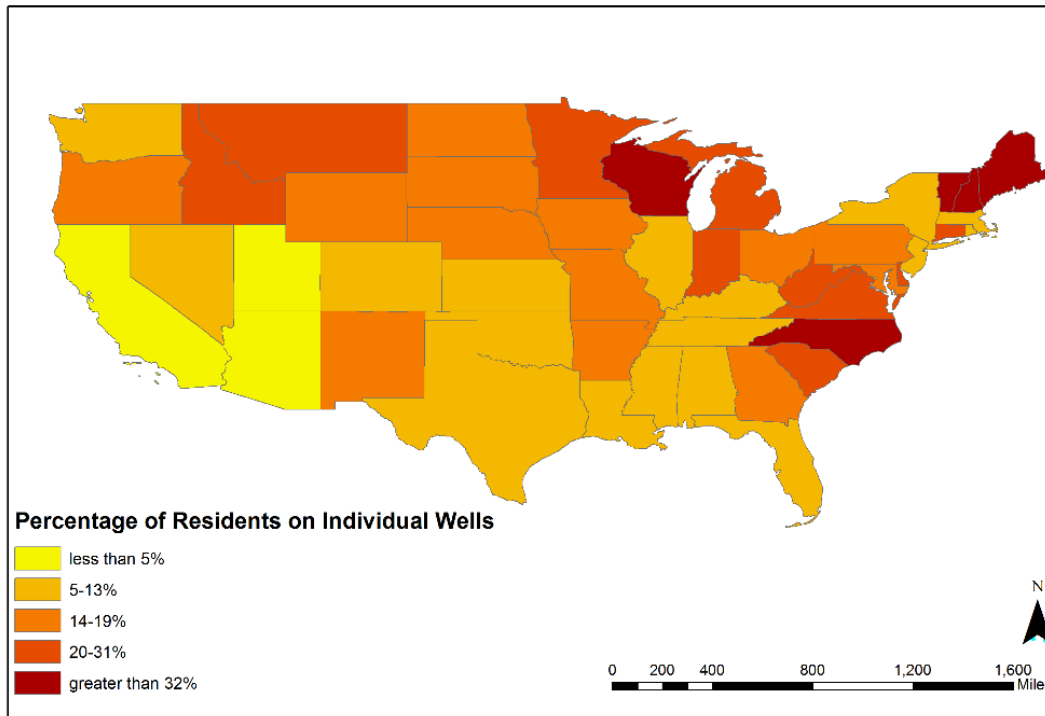 Percentage of Residents on Individual Wells
less than 5%
5-13%
14-19%
20-31%
greater than 32%
N
0 200 400 800 1,200 1,600
Mile